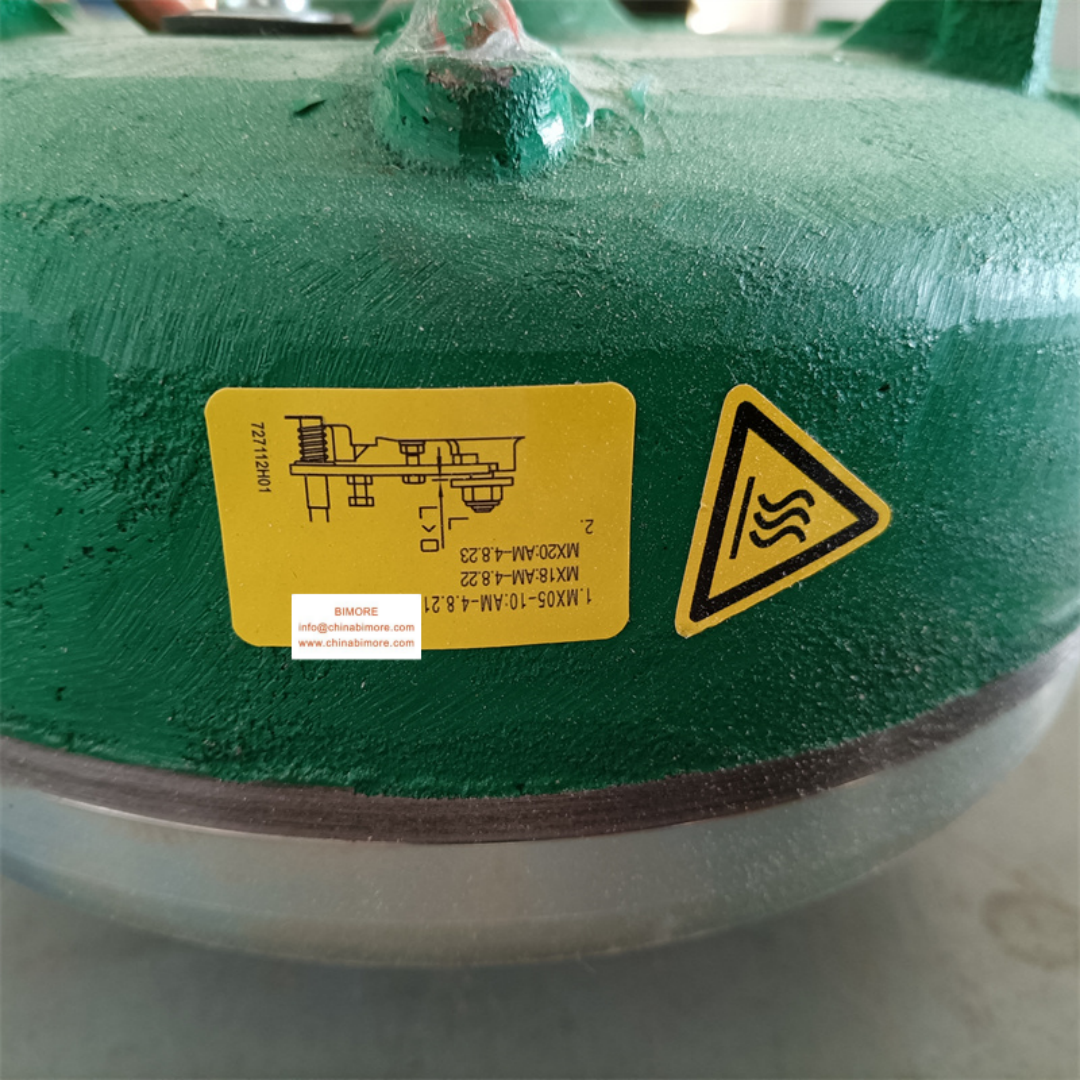 1.MX05-10:AM-4.8.21
MX18:AM-4.8.22
MX20:AM-4.8.23
2.
L
L>0
727112H01
BIMORE
info@chinabimore.com
www.chinabimore.com